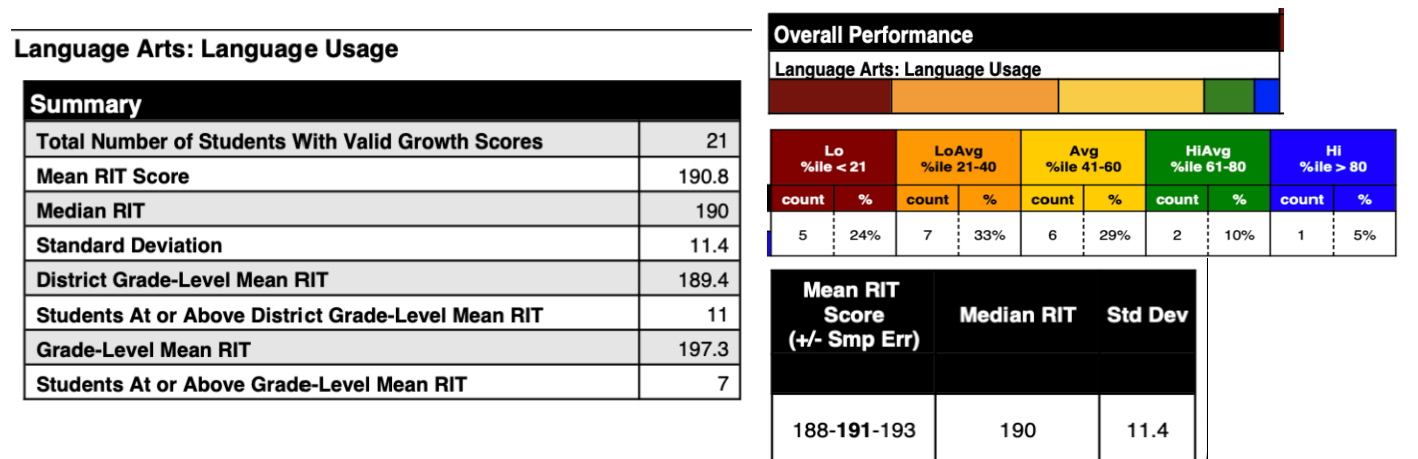 Language Arts: Language Usage
Summary
Total Number of Students With Valid Growth Scores 21
Mean RIT Score 190.8
Median RIT 190
Standard Deviation 11.4
District Grade-Level Mean RIT 189.4
Students At or Above District Grade-Level Mean RIT 11
Grade-Level Mean RIT 197.3
Students At or Above Grade-Level Mean RIT 7
Overall Performance
Language Arts: Language Usage
Lo LoAvg Avg HiAvg Hi
%ile < 21 %ile 21-40 %ile 41-60 %ile 61-80 %ile > 80
count % count % count % count % count %
5 24% 7 33% 6 29% 2 10% 1 5%
Mean RIT
Score Median RIT Std Dev
(+/- Smp Err)
188-191-193 190 11.4